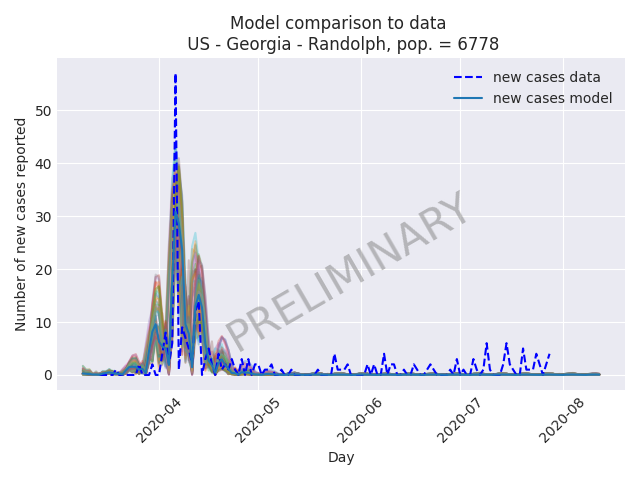 Model comparison to data
US - Georgia - Randolph, pop. = 6778
new cases data
new cases model
Number of new cases reported
50
40
30
20
10
0
PRELIMINARY
2020-04
2020-05
2020-06
2020-07
2020-08
Day